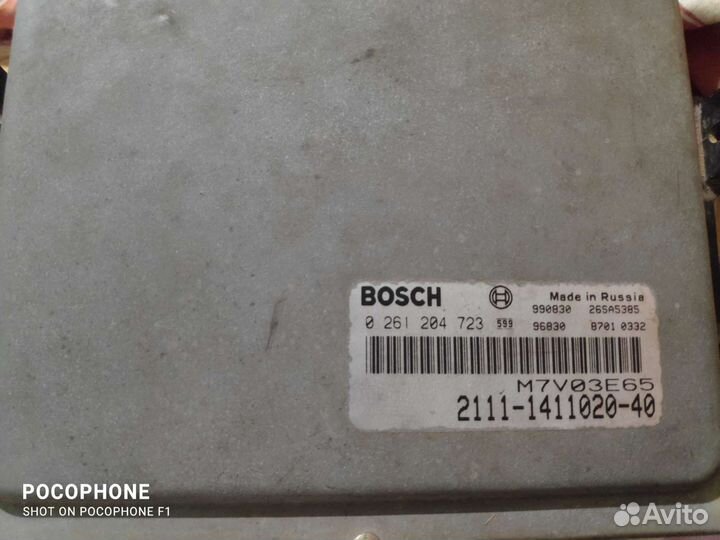 BOSCH
Made in Russia
990830 26SA5385
0 261 204 723 599 96830 8701 0332
M7V03E65
2111-1411020-40
POCOPHONE
SHOT ON POCOPHONE F1
Avito